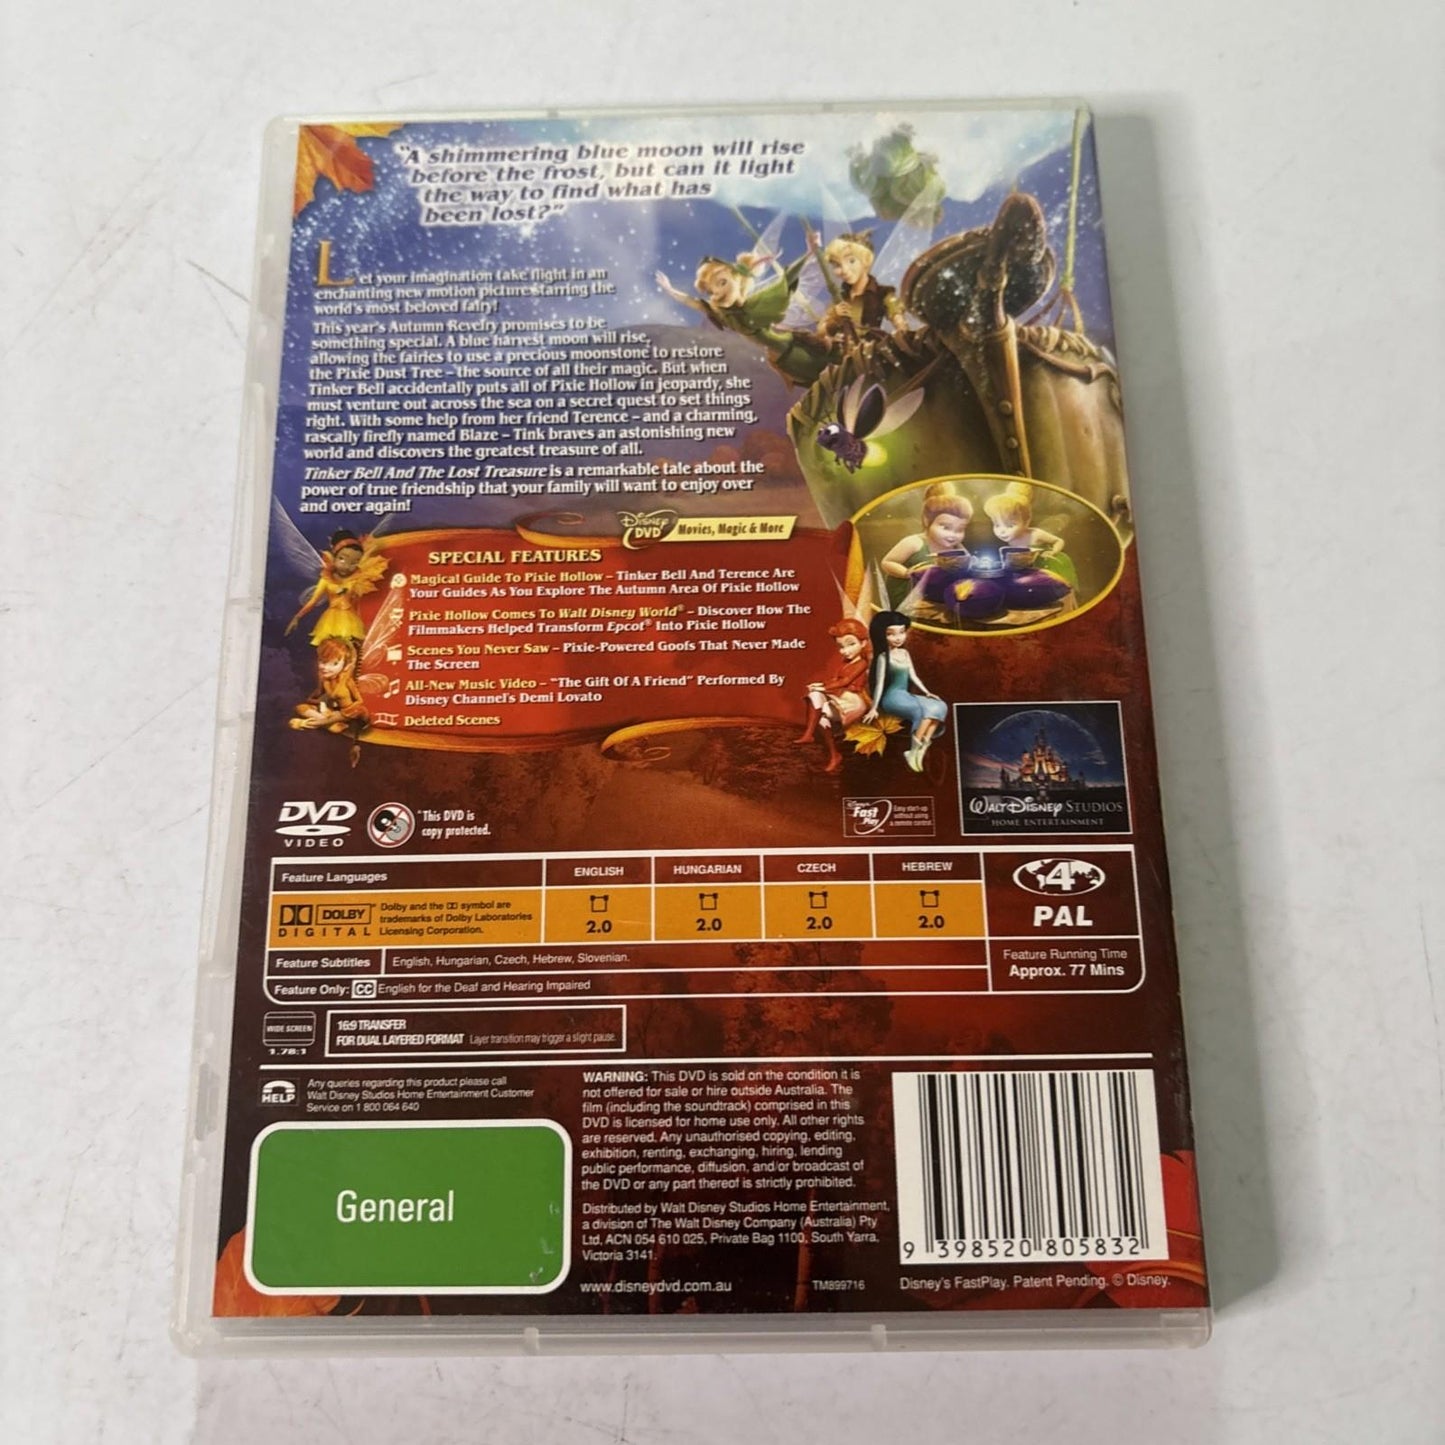 "A shimmering blue moon will rise
before the frost, but can it light
the way to find what has
been lost?"
Let your imagination take flight in an
enchanting new motion picture starring the
world's most beloved fairy!
This year's Autumn Revelry promises to be
something special. A blue harvest moon will rise,
allowing the fairies to use a precious moonstone to restore
the Pixie Dust Tree – the source of all their magic. But when
Tinker Bell accidentally puts all of Pixie Hollow in jeopardy, she
must venture out across the sea on a secret quest to set things
right. With some help from her friend Terence – and a charming,
rascally firefly named Blaze – Tink braves an astonishing new
world and discovers the greatest treasure of all.
Tinker Bell And The Lost Treasure is a remarkable tale about the
power of true friendship that your family will want to enjoy over
and over again!
Disney DVD Movies, Magic & More
SPECIAL FEATURES
Magical Guide To Pixie Hollow – Tinker Bell And Terence Are
Your Guides As You Explore The Autumn Area Of Pixie Hollow
Pixie Hollow Comes To Walt Disney World® – Discover How The
Filmmakers Helped Transform Epcot® Into Pixie Hollow
Scenes You Never Saw – Pixie-Powered Goofs That Never Made
The Screen
All-New Music Video – "The Gift Of A Friend" Performed By
Disney Channel's Demi Lovato
Deleted Scenes
WALT DISNEY STUDIOS
HOME ENTERTAINMENT
DVD
VIDEO
"This DVD is
copy protected.
Disney's
Fast
Play™
Easy start-up
without using
a remote control.
Feature Languages ENGLISH HUNGARIAN CZECH HEBREW
DOLBY
DIGITAL
Dolby and the DD symbol are
trademarks of Dolby Laboratories
Licensing Corporation.
2.0 2.0 2.0 2.0
4
PAL
Feature Subtitles English, Hungarian, Czech, Hebrew, Slovenian.
Feature Only: CC English for the Deaf and Hearing Impaired
Feature Running Time
Approx. 77 Mins
WIDE SCREEN
1.78:1
16:9 TRANSFER
FOR DUAL LAYERED FORMAT Layer transition may trigger a slight pause.
HELP
Any queries regarding this product please call
Walt Disney Studios Home Entertainment Customer
Service on 1 800 064 640
General
WARNING: This DVD is sold on the condition it is
not offered for sale or hire outside Australia. The
film (including the soundtrack) comprised in this
DVD is licensed for home use only. All other rights
are reserved. Any unauthorised copying, editing,
exhibition, renting, exchanging, hiring, lending
public performance, diffusion, and/or broadcast of
the DVD or any part thereof is strictly prohibited.
Distributed by Walt Disney Studios Home Entertainment,
a division of The Walt Disney Company (Australia) Pty
Ltd, ACN 054 610 025, Private Bag 1100, South Yarra,
Victoria 3141.
www.disneydvd.com.au TM899716
9 398520 805832
Disney's FastPlay. Patent Pending. © Disney.